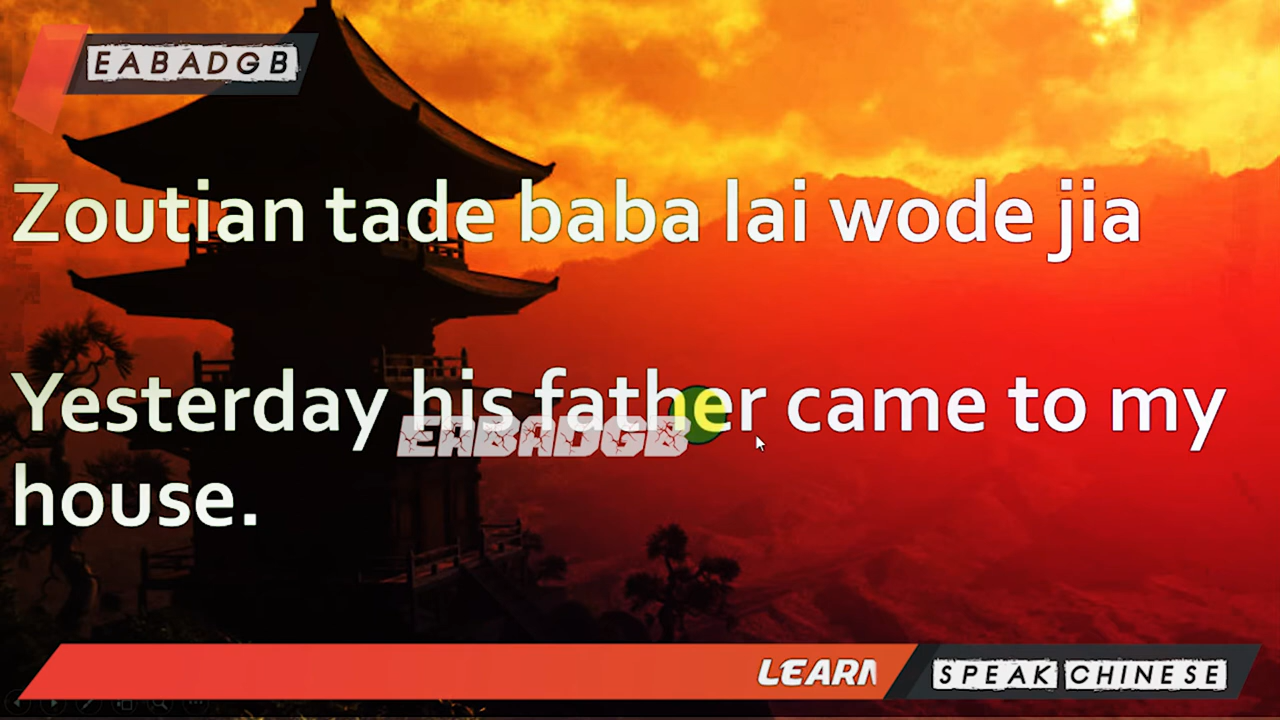 EABADGB
Zoutian tade baba lai wode jia
Yesterday his father came to my
EABADGB
house.
LEARN
SPEAK CHINESE